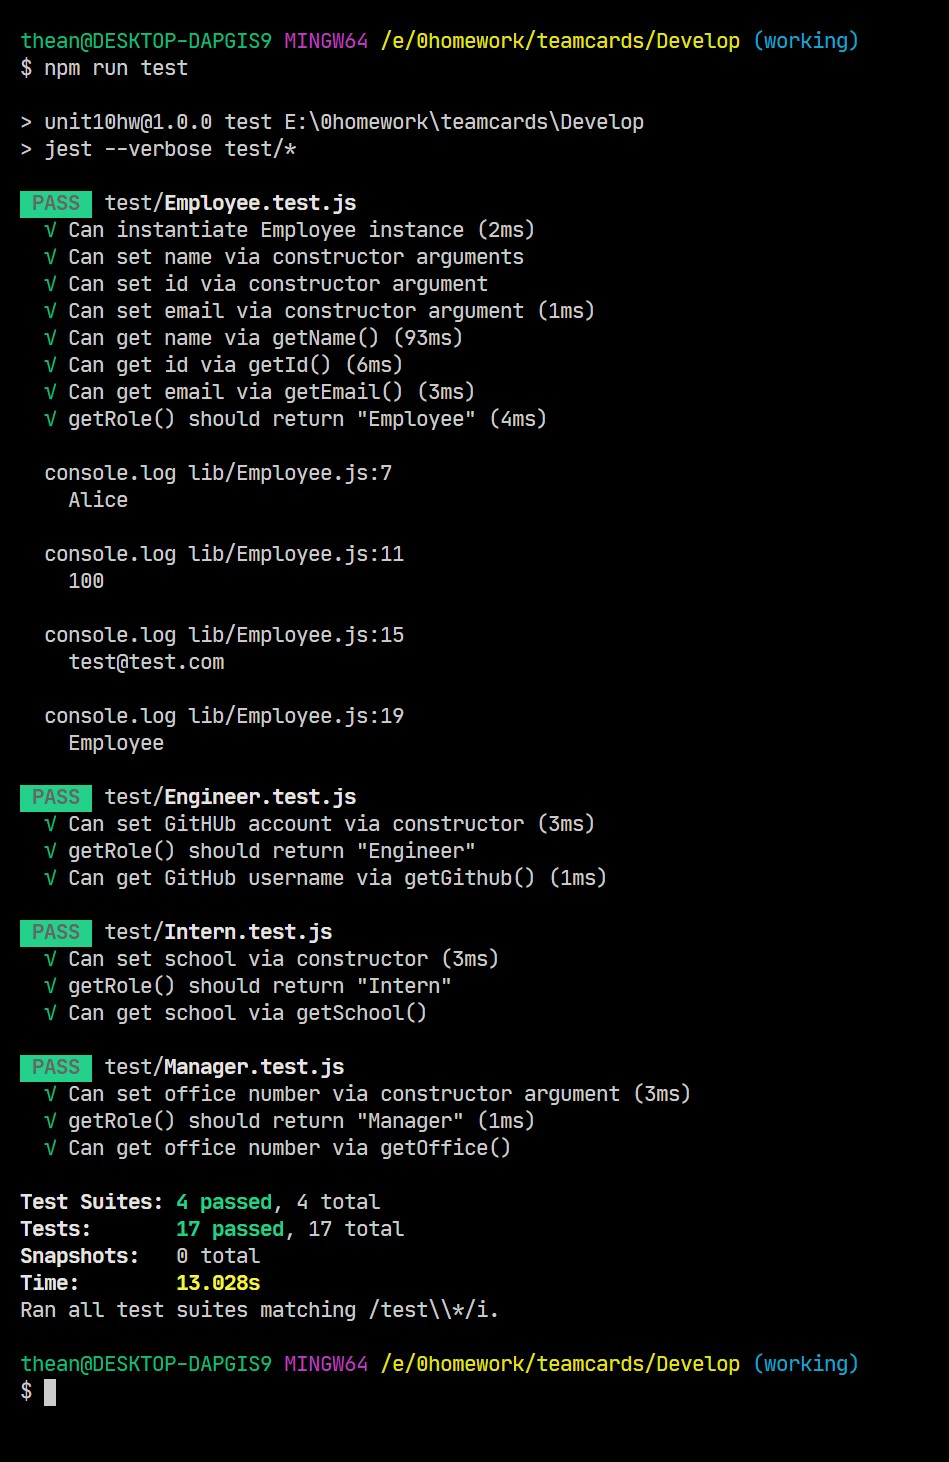 thean@DESKTOP-DAPGIS9 MINGW64 /e/0homework/teamcards/Develop (working)
$ npm run test
> unit10hw@1.0.0 test E:\0homework\teamcards\Develop
> jest --verbose test/*
PASS test/Employee.test.js
√ Can instantiate Employee instance (2ms)
√ Can set name via constructor arguments
√ Can set id via constructor argument
√ Can set email via constructor argument (1ms)
√ Can get name via getName() (93ms)
√ Can get id via getId() (6ms)
√ Can get email via getEmail() (3ms)
√ getRole() should return "Employee" (4ms)
console.log lib/Employee.js:7
Alice
console.log lib/Employee.js:11
100
console.log lib/Employee.js:15
test@test.com
console.log lib/Employee.js:19
Employee
PASS test/Engineer.test.js
√ Can set GitHUb account via constructor (3ms)
√ getRole() should return "Engineer"
√ Can get GitHub username via getGithub() (1ms)
PASS test/Intern.test.js
√ Can set school via constructor (3ms)
√ getRole() should return "Intern"
√ Can get school via getSchool()
PASS test/Manager.test.js
√ Can set office number via constructor argument (3ms)
√ getRole() should return "Manager" (1ms)
√ Can get office number via getOffice()
Test Suites: 4 passed, 4 total
Tests: 17 passed, 17 total
Snapshots: 0 total
Time: 13.028s
Ran all test suites matching /test\\*/i.
thean@DESKTOP-DAPGIS9 MINGW64 /e/0homework/teamcards/Develop (working)
$